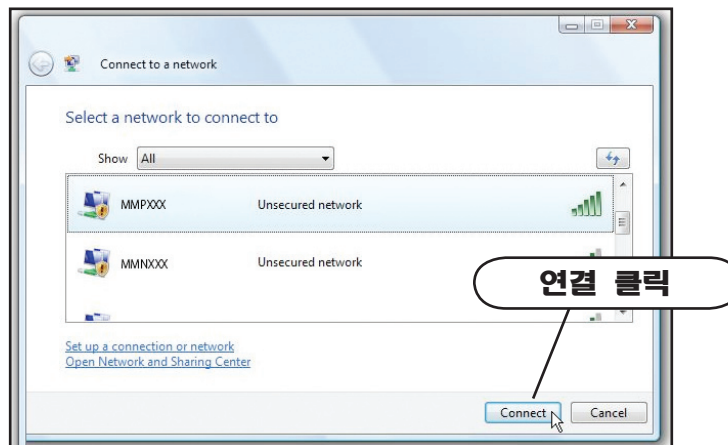 Connect to a network
Select a network to connect to
Show All
MMPXXX Unsecured network
MMNXXX Unsecured network
연결 클릭
Set up a connection or network
Open Network and Sharing Center
Connect Cancel